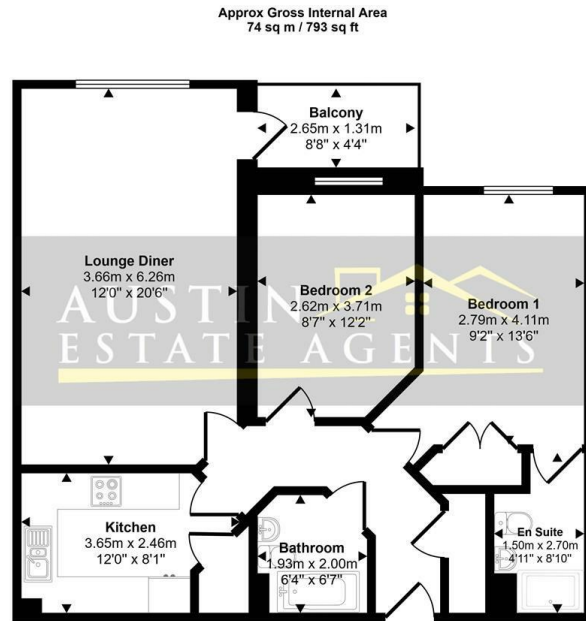 Approx Gross Internal Area
74 sq m / 793 sq ft
Balcony
2.65m x 1.31m
8'8" x 4'4"
Lounge Diner
3.66m x 6.26m
12'0" x 20'6"
Bedroom 2
2.62m x 3.71m
8'7" x 12'2"
Bedroom 1
2.79m x 4.11m
9'2" x 13'6"
AUSTIN
ESTATE AGENTS
Kitchen
3.65m x 2.46m
12'0" x 8'1"
Bathroom
1.93m x 2.00m
6'4" x 6'7"
En Suite
1.50m x 2.70m
4'11" x 8'10"